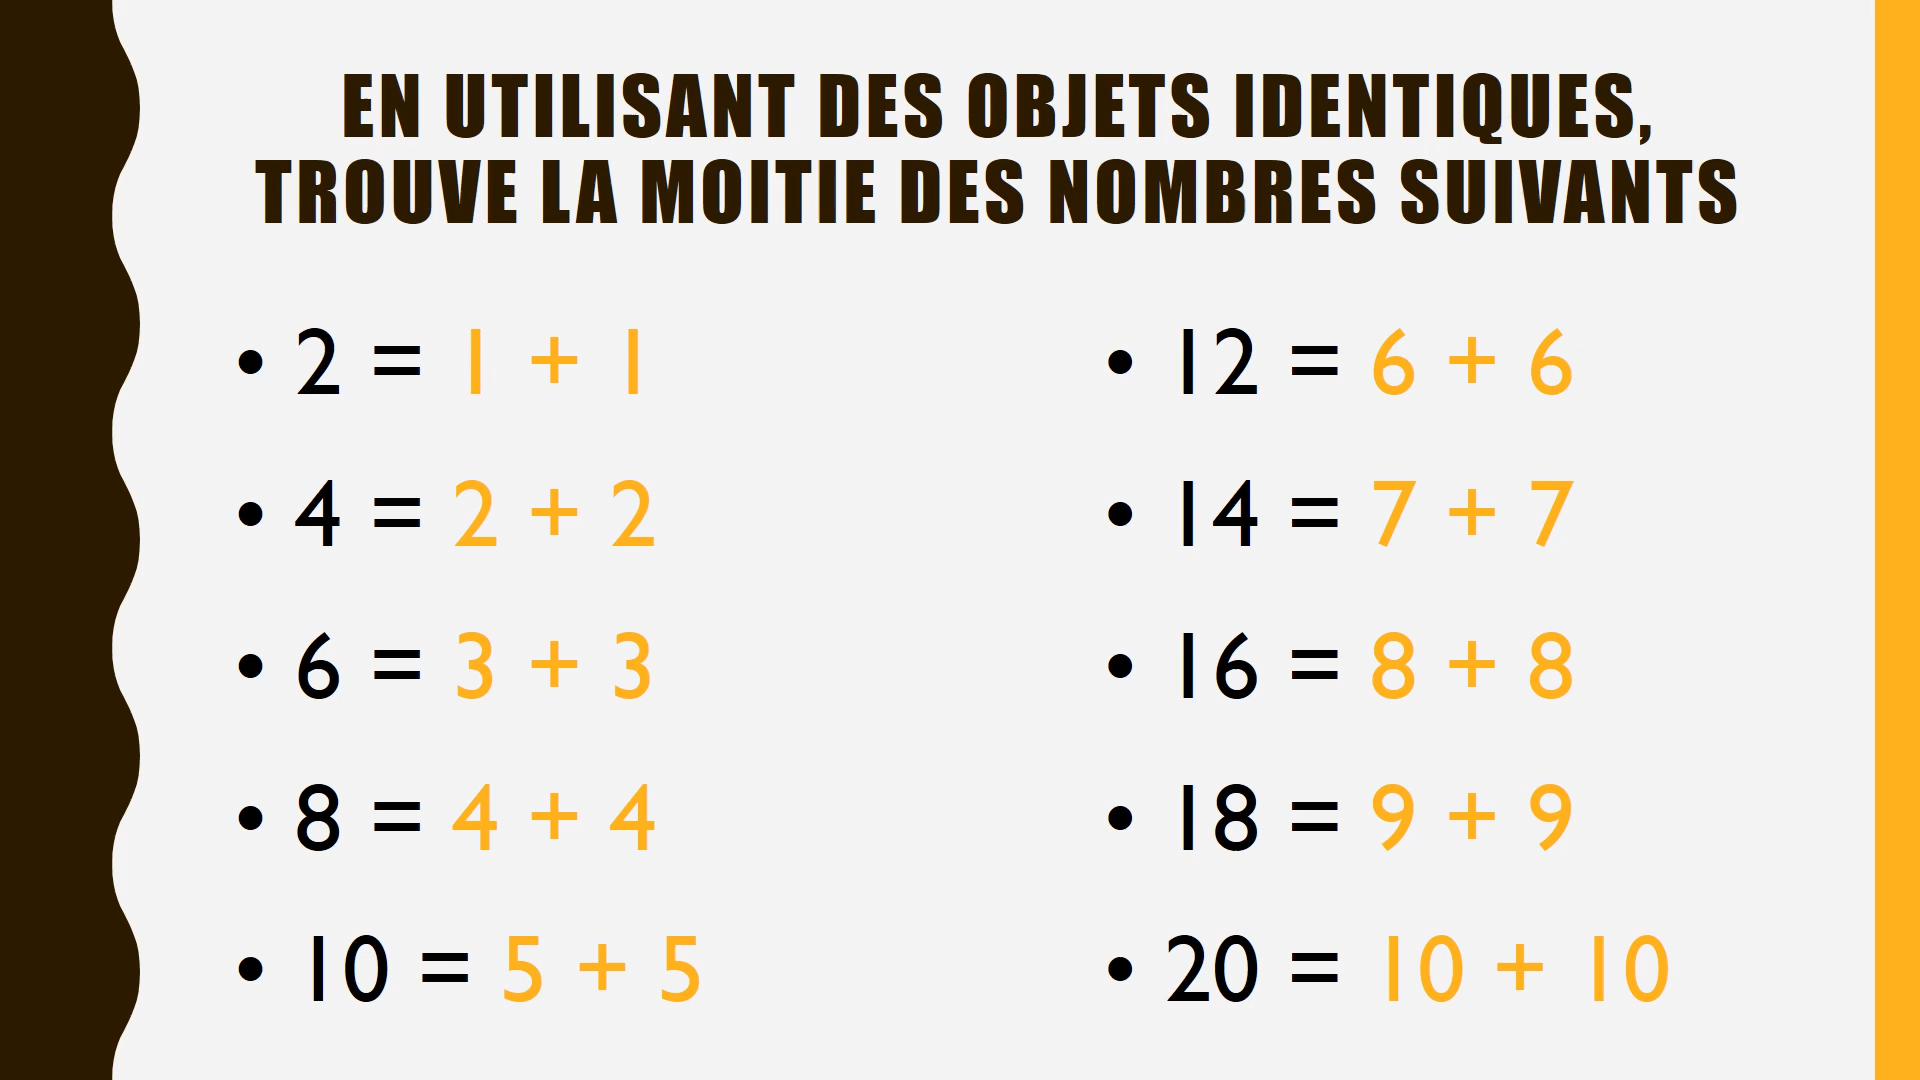 EN UTILISANT DES OBJETS IDENTIQUES,
TROUVE LA MOITIE DES NOMBRES SUIVANTS
• 2 = 1 + 1
• 4 = 2 + 2
• 6 = 3 + 3
• 8 = 4 + 4
• 10 = 5 + 5
• 12 = 6 + 6
• 14 = 7 + 7
• 16 = 8 + 8
• 18 = 9 + 9
• 20 = 10 + 10